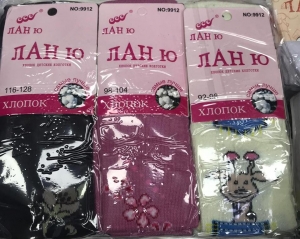 NO:9912
NO:9912
NO:9912
ЛАН Ю
ЛАН Ю
ЛАН Ю
ЛАН Ю
ЛАН Ю
ЛАН Ю
116-128
98-104
92-98
ХЛОПОК
ХЛОПОК
ХЛОПОК